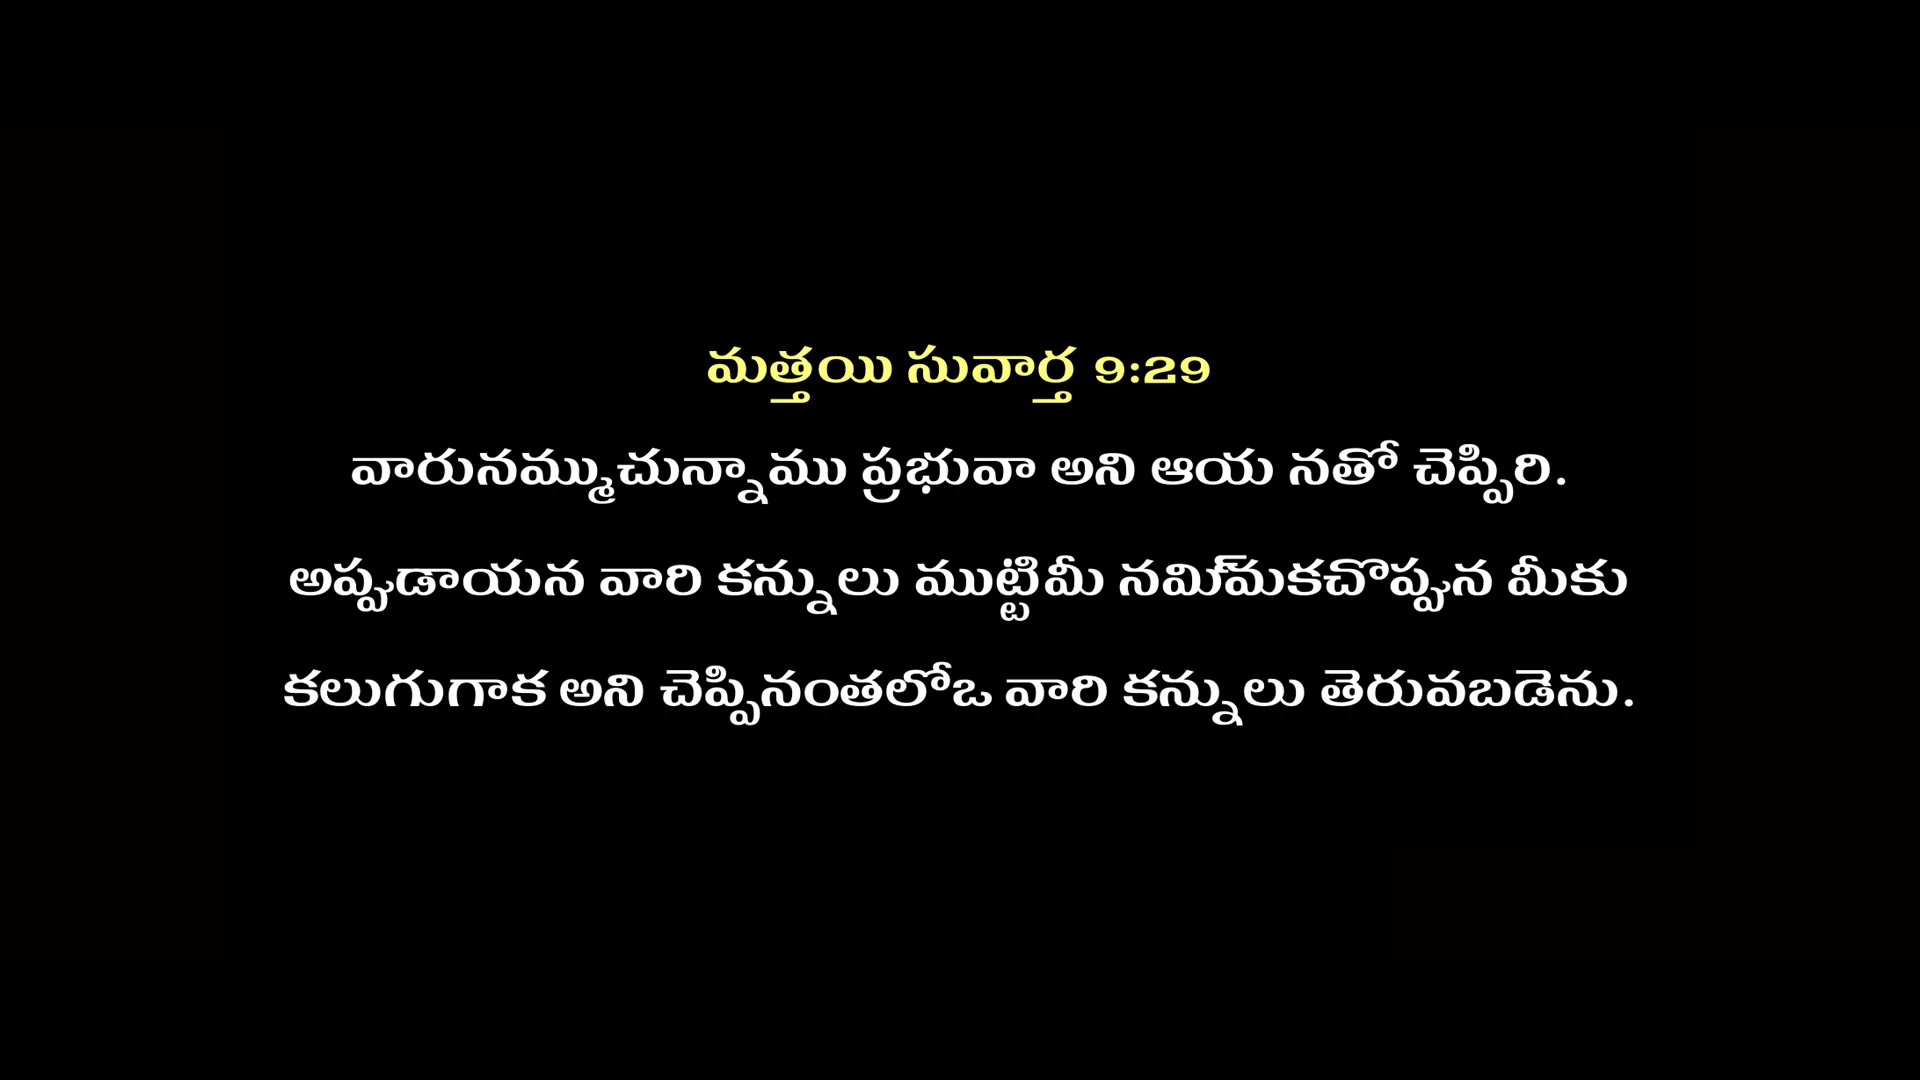 మత్తయి సువార్త 9:29
వారునమ్ముచున్నాము ప్రభువా అని ఆయ నతో చెప్పిరి.
అప్పుడాయన వారి కన్నులు ముట్టిమీ నమి్మకచొప్పున మీకు
కలుగుగాక అని చెప్పినంతలోఒ వారి కన్నులు తెరువబడెను.